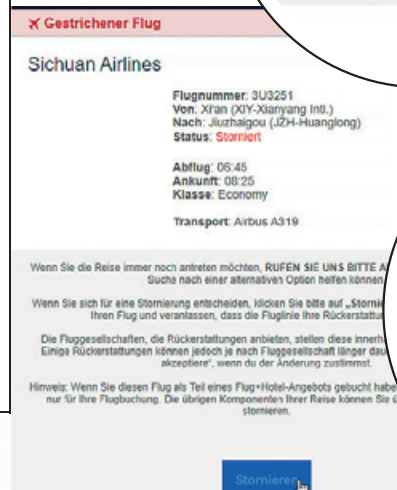 Gestrichener Flug
Sichuan Airlines
Flugnummer: 3U3251
Von: Xi'an (XIY-Xianyang Intl.)
Nach: Jiuzhaigou (JZH-Huanglong)
Status: Storniert
Abflug: 06:45
Ankunft: 08:25
Klasse: Economy
Transport: Airbus A319
Wenn Sie die Reise immer noch antreten möchten, RUFEN SIE UNS BITTE A
Suche nach einer alternativen Option helfen können
Wenn Sie sich für eine Stornierung entscheiden, klicken Sie bitte auf „Stornie
Ihren Flug und veranlassen, dass die Fluglinie Ihre Rückerstattu
Die Fluggesellschaften, die Rückerstattungen anbieten, stellen diese innerh
Einige Rückerstattungen können jedoch je nach Fluggesellschaft länger dau
akzeptiere", wenn du der Änderung zustimmst.
Hinweis: Wenn Sie diesen Flug als Teil eines Flug+Hotel-Angebots gebucht habe
nur für Ihre Flugbuchung. Die übrigen Komponenten Ihrer Reise können Sie ü
stornieren.
Stornieren